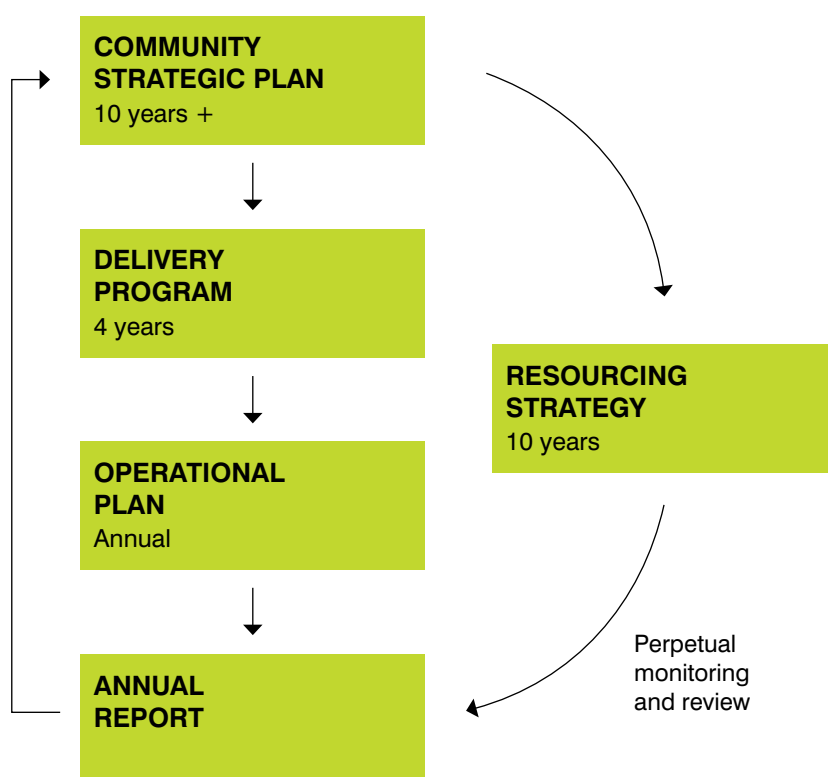 COMMUNITY
STRATEGIC PLAN
10 years +
DELIVERY
PROGRAM
4 years
RESOURCING
STRATEGY
10 years
OPERATIONAL
PLAN
Annual
Perpetual
monitoring
and review
ANNUAL
REPORT